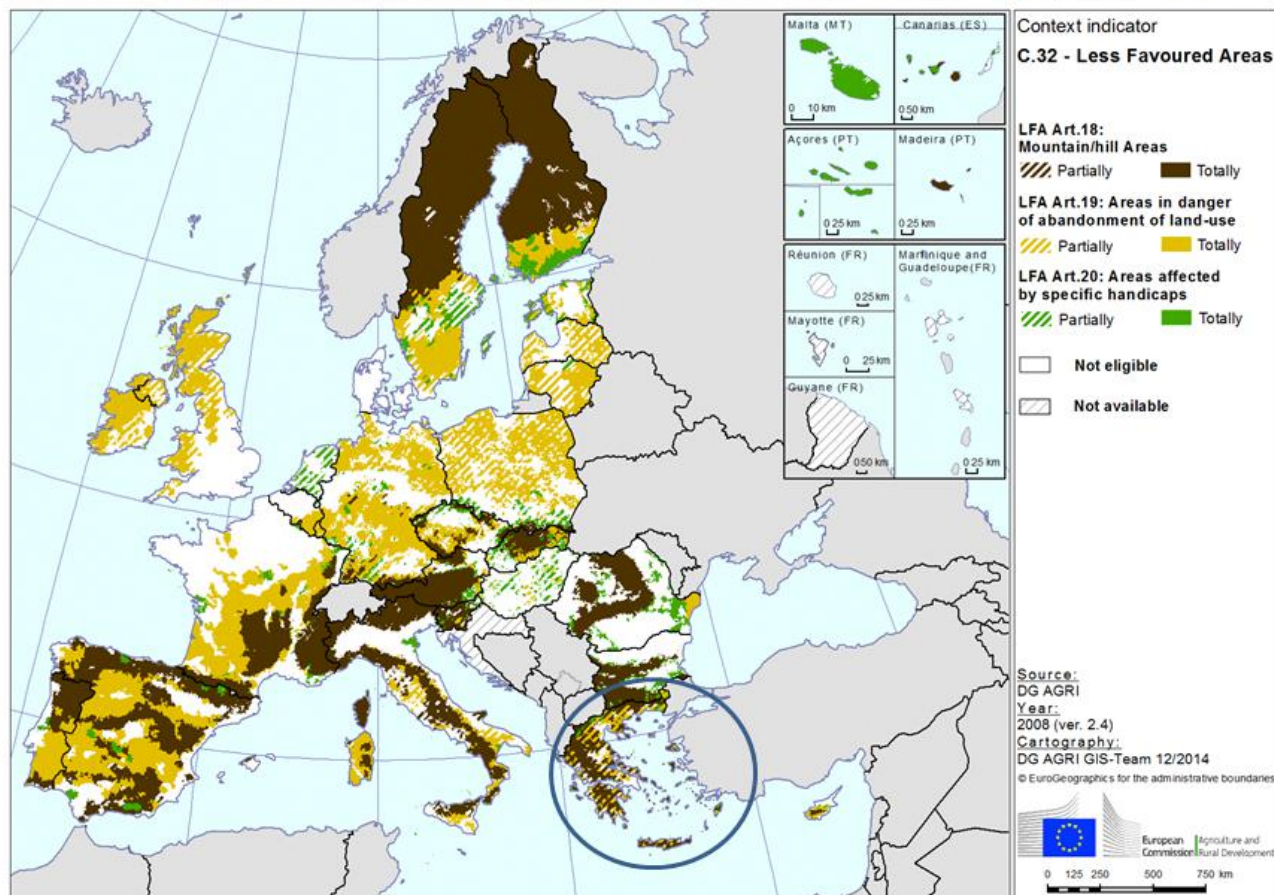 Malta (MT)
0 10 km
Canarias (ES)
0 50 km
Açores (PT)
0 25 km
Madeira (PT)
0 25 km
Réunion (FR)
0 25 km
Mayotte (FR)
0 25 km
Guyane (FR)
0 50 km
Martinique and
Guadeloupe(FR)
0 25 km
Context indicator
C.32 - Less Favoured Areas
LFA Art.18:
Mountain/hill Areas
Partially Totally
LFA Art.19: Areas in danger
of abandonment of land-use
Partially Totally
LFA Art.20: Areas affected
by specific handicaps
Partially Totally
Not eligible
Not available
Source:
DG AGRI
Year:
2008 (ver. 2.4)
Cartography:
DG AGRI GIS-Team 12/2014
© EuroGeographics for the administrative boundaries
European
Commission
Agriculture and
Rural Development
0 125 250 500 750 km